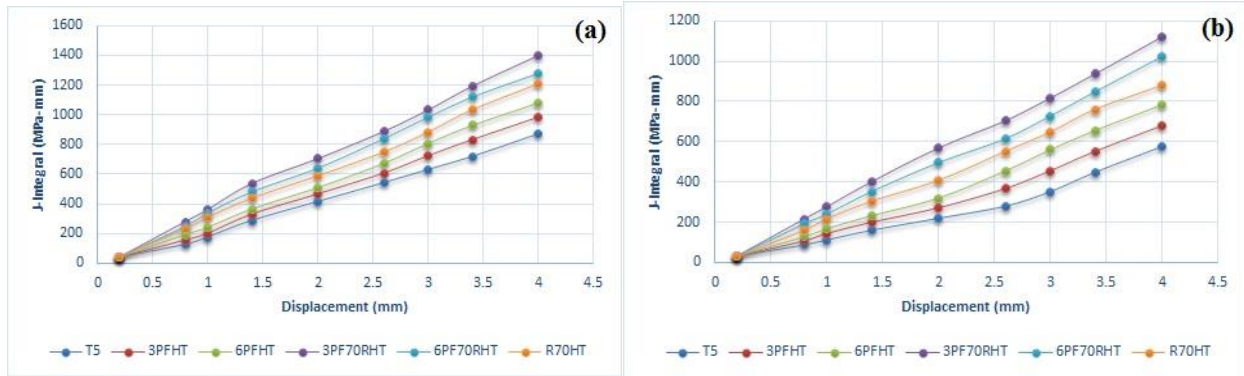 (a)
1600
1400
1200
1000
800
600
400
200
0
J-Integral (MPa-mm)
0 0.5 1 1.5 2 2.5 3 3.5 4 4.5
Displacement (mm)
T5 3PFHT 6PFHT 3PF70RHT 6PF70RHT R70HT
(b)
1200
1000
800
600
400
200
0
J-Integral (MPa-mm)
0 0.5 1 1.5 2 2.5 3 3.5 4 4.5
Displacement (mm)
T5 3PFHT 6PFHT 3PF70RHT 6PF70RHT R70HT